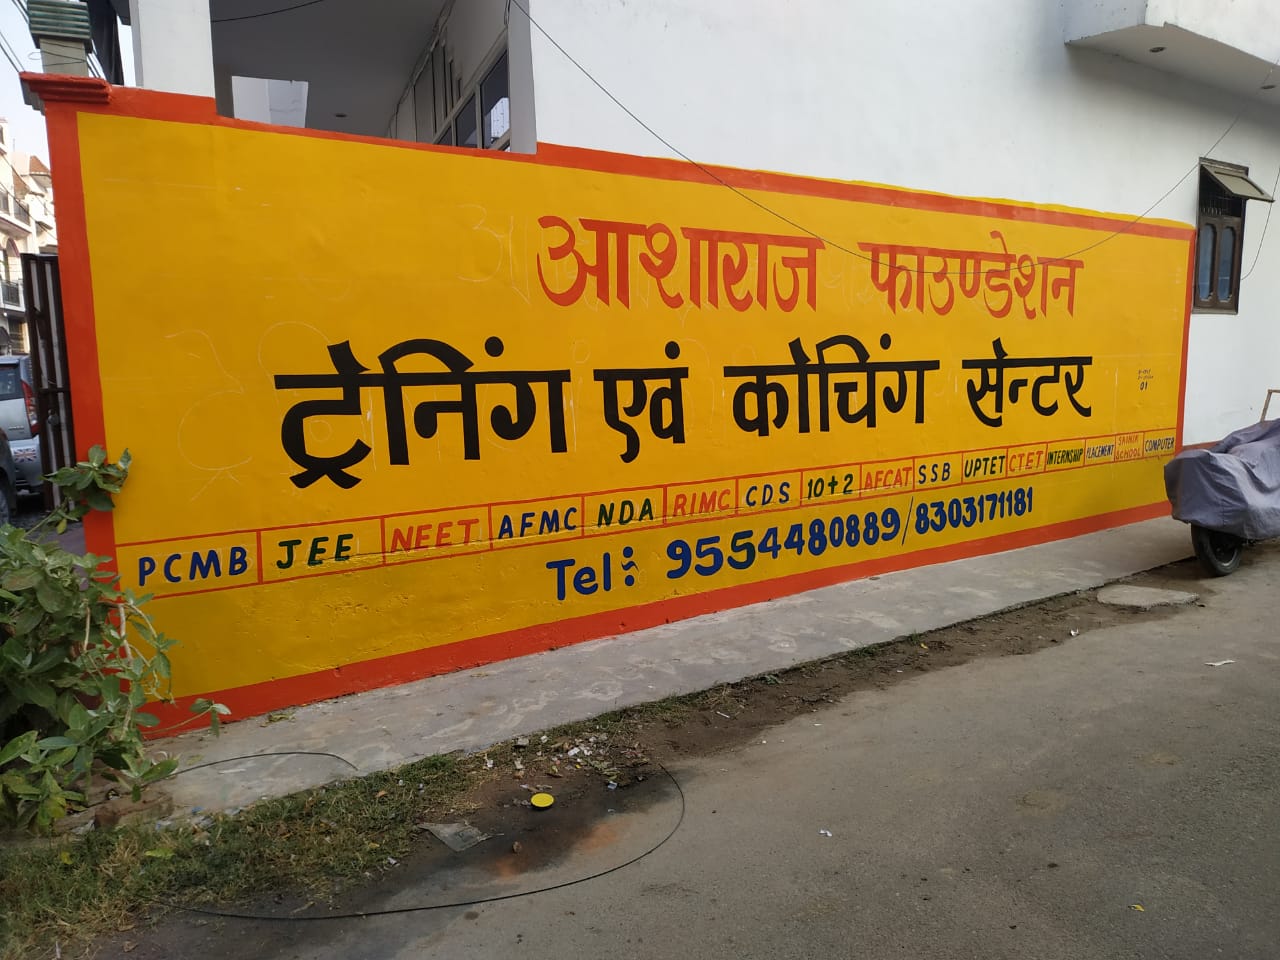 आशाराज फाउण्डेशन
ट्रेनिंग एवं कोचिंग सेन्टर
01
PCMB JEE NEET AFMC NDA RIMC CDS 10+2 AFCAT SSB UPTET CTET INTERNSHIP PLACEMENT SAINIK SCHOOL COMPUTER
Tel: 9554480889/8303171181